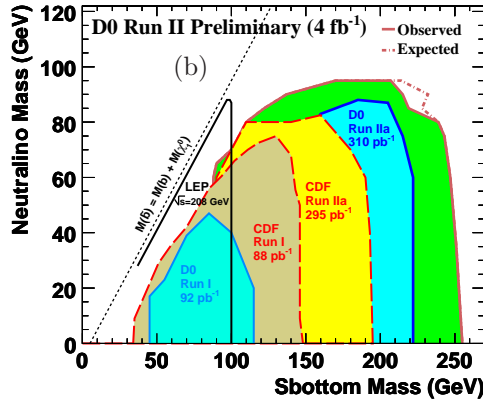 D0 Run II Preliminary (4 fb⁻¹)
Observed
Expected
(b)
M(b̃) = M(b) + M(χ̃₁⁰)
LEP
√s=208 GeV
D0
Run IIa
310 pb⁻¹
CDF
Run IIa
295 pb⁻¹
CDF
Run I
88 pb⁻¹
D0
Run I
92 pb⁻¹
Neutralino Mass (GeV)
120
100
80
60
40
20
0
0 50 100 150 200 250
Sbottom Mass (GeV)